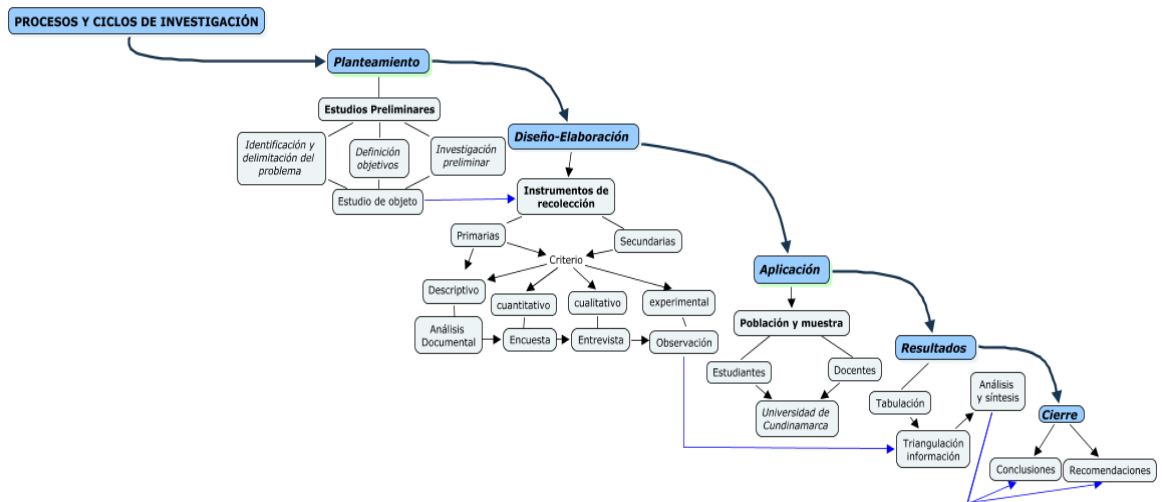 PROCESOS Y CICLOS DE INVESTIGACIÓN
Planteamiento
Estudios Preliminares
Identificación y
delimitación del
problema
Definición
objetivos
Investigación
preliminar
Estudio de objeto
Diseño-Elaboración
Instrumentos de
recolección
Primarias
Secundarias
Criterio
Descriptivo
cuantitativo
cualitativo
experimental
Análisis
Documental
Encuesta
Entrevista
Observación
Aplicación
Población y muestra
Estudiantes
Docentes
Universidad de
Cundinamarca
Resultados
Tabulación
Análisis
y síntesis
Triangulación
información
Cierre
Conclusiones
Recomendaciones